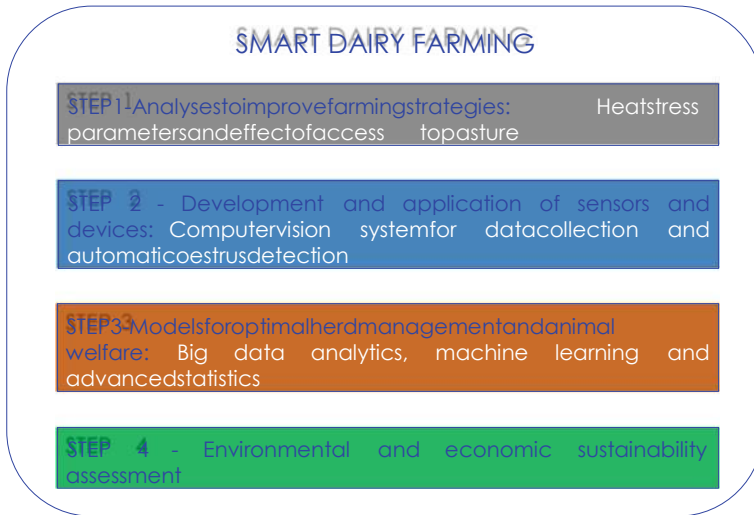 SMART DAIRY FARMING
STEP1-Analysestoimprovefarmingstrategies: Heatstress
parametersandeffectofaccess topasture
STEP 2 - Development and application of sensors and
devices: Computervision systemfor datacollection and
automaticoestrusdetection
STEP3-Modelsforoptimalherdmanagementandanimal
welfare: Big data analytics, machine learning and
advancedstatistics
STEP 4 - Environmental and economic sustainability
assessment